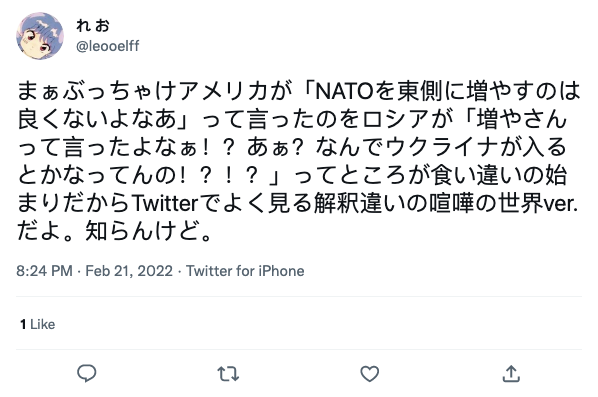 れお
@leooelff
まぁぶっちゃけアメリカが「NATOを東側に増やすのは
良くないよなあ」って言ったのをロシアが「増やさん
って言ったよなぁ！？あぁ？なんでウクライナが入る
とかなってんの！？！？」ってところが食い違いの始
まりだからTwitterでよく見る解釈違いの喧嘩の世界ver.
だよ。知らんけど。
8:24 PM · Feb 21, 2022 · Twitter for iPhone
1 Like